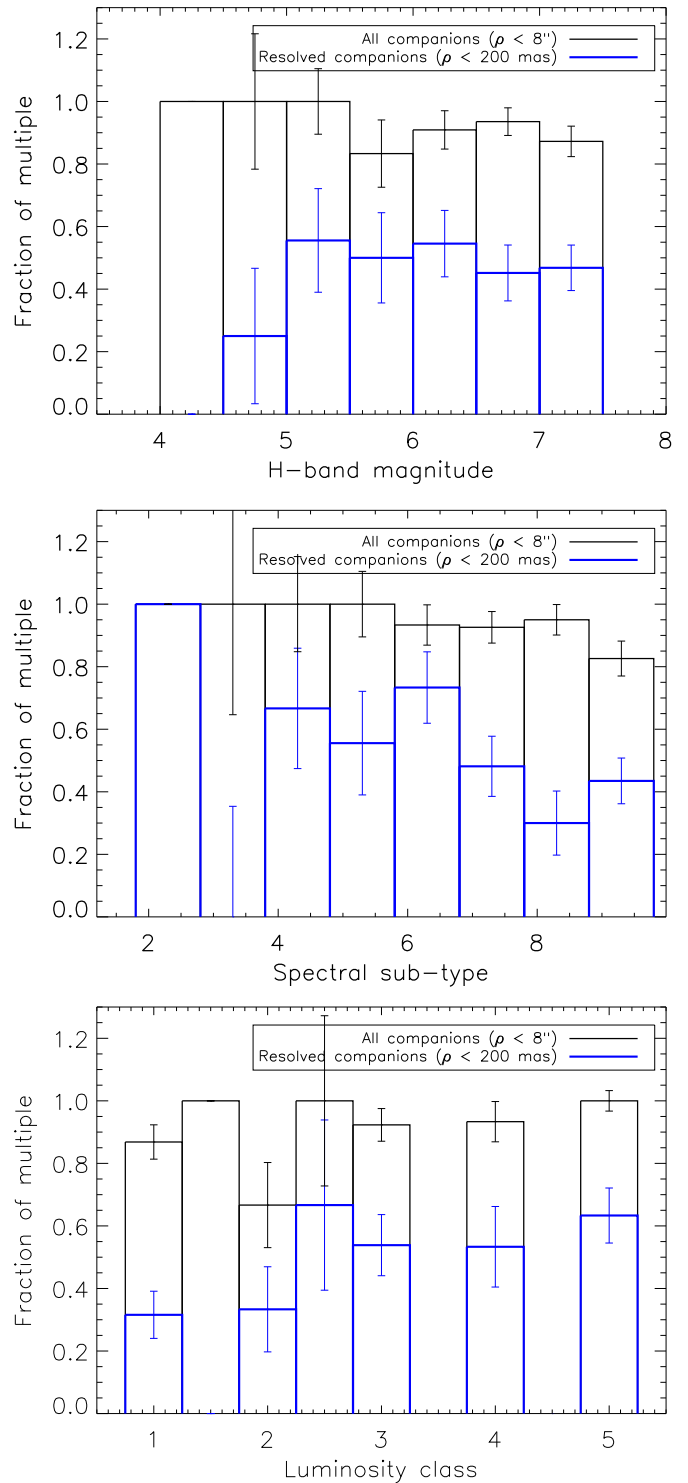 1.2
All companions (ρ < 8")
Resolved companions (ρ < 200 mas)
1.0
0.8
0.6
0.4
0.2
0.0
Fraction of multiple
4 5 6 7 8
H-band magnitude
1.2
All companions (ρ < 8")
Resolved companions (ρ < 200 mas)
1.0
0.8
0.6
0.4
0.2
0.0
Fraction of multiple
2 4 6 8
Spectral sub-type
1.2
All companions (ρ < 8")
Resolved companions (ρ < 200 mas)
1.0
0.8
0.6
0.4
0.2
0.0
Fraction of multiple
1 2 3 4 5
Luminosity class